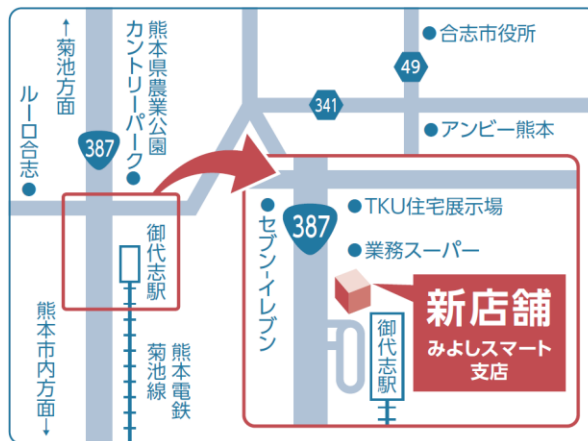 ↑菊池方面
熊本県農業公園
カントリーパーク
ルーロ合志
387
御代志駅
熊本電鉄
菊池線
熊本市内方面↓
合志市役所
49
341
アンビー熊本
セブン-イレブン
387
TKU住宅展示場
業務スーパー
新店舗
みよしスマート
支店
御代志駅